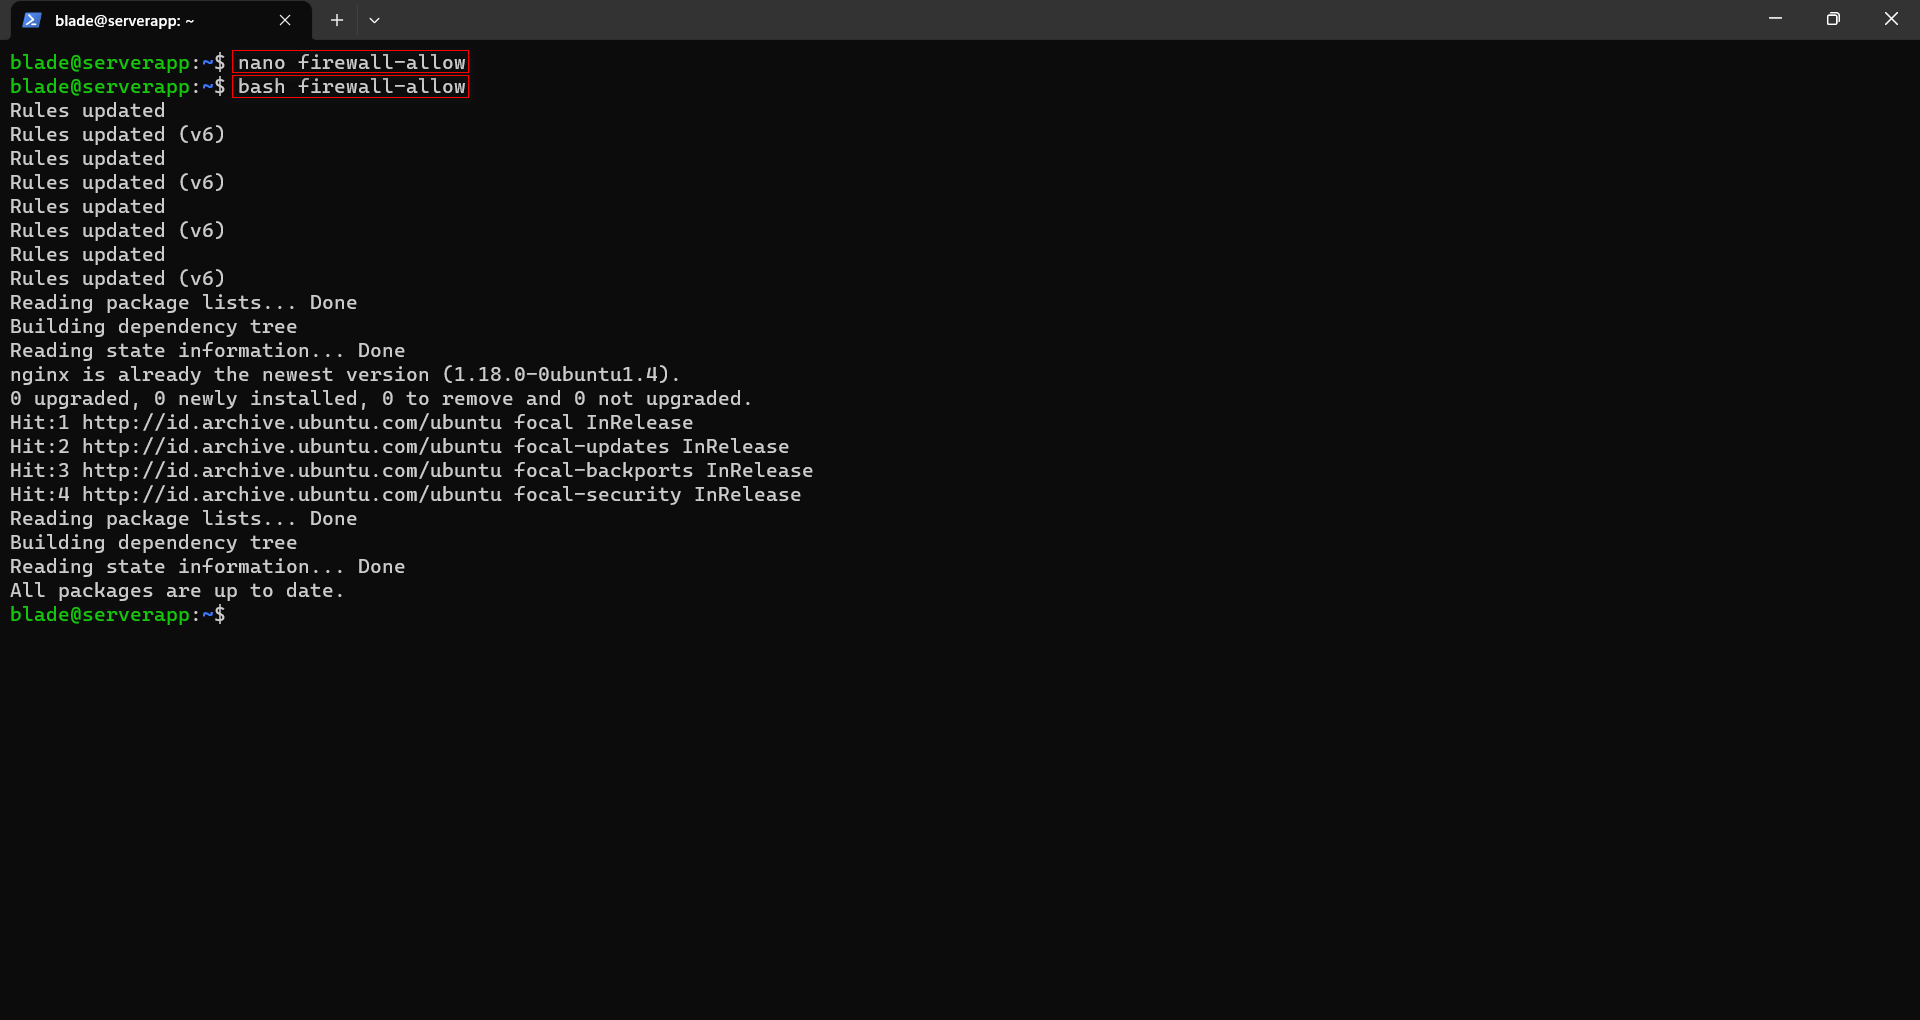 blade@serverapp: ~
blade@serverapp:~$ nano firewall-allow
blade@serverapp:~$ bash firewall-allow
Rules updated
Rules updated (v6)
Rules updated
Rules updated (v6)
Rules updated
Rules updated (v6)
Rules updated
Rules updated (v6)
Reading package lists... Done
Building dependency tree
Reading state information... Done
nginx is already the newest version (1.18.0-0ubuntu1.4).
0 upgraded, 0 newly installed, 0 to remove and 0 not upgraded.
Hit:1 http://id.archive.ubuntu.com/ubuntu focal InRelease
Hit:2 http://id.archive.ubuntu.com/ubuntu focal-updates InRelease
Hit:3 http://id.archive.ubuntu.com/ubuntu focal-backports InRelease
Hit:4 http://id.archive.ubuntu.com/ubuntu focal-security InRelease
Reading package lists... Done
Building dependency tree
Reading state information... Done
All packages are up to date.
blade@serverapp:~$